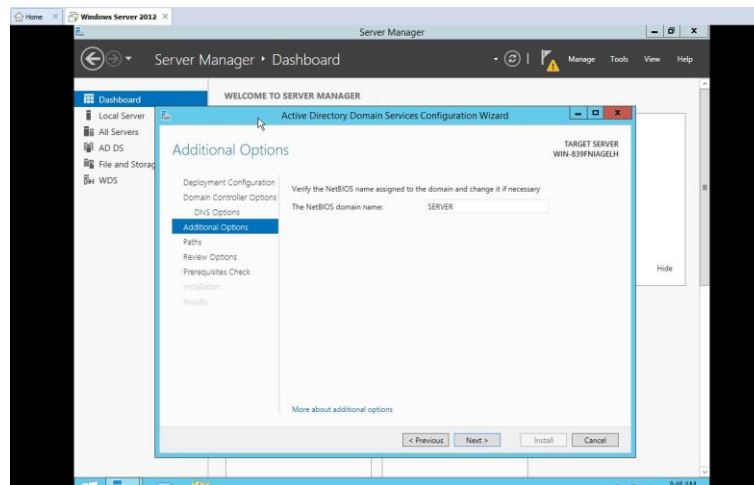 Home
Windows Server 2012
Server Manager
Server Manager • Dashboard
Manage Tools View Help
WELCOME TO SERVER MANAGER
Dashboard
Local Server
All Servers
AD DS
File and Storag
WDS
Active Directory Domain Services Configuration Wizard
Additional Options
TARGET SERVER
WIN-839FNIAGELH
Deployment Configuration
Domain Controller Options
DNS Options
Additional Options
Paths
Review Options
Prerequisites Check
Installation
Results
Verify the NetBIOS name assigned to the domain and change it if necessary
The NetBIOS domain name: SERVER
More about additional options
< Previous Next > Install Cancel
Hide
9:48 AM